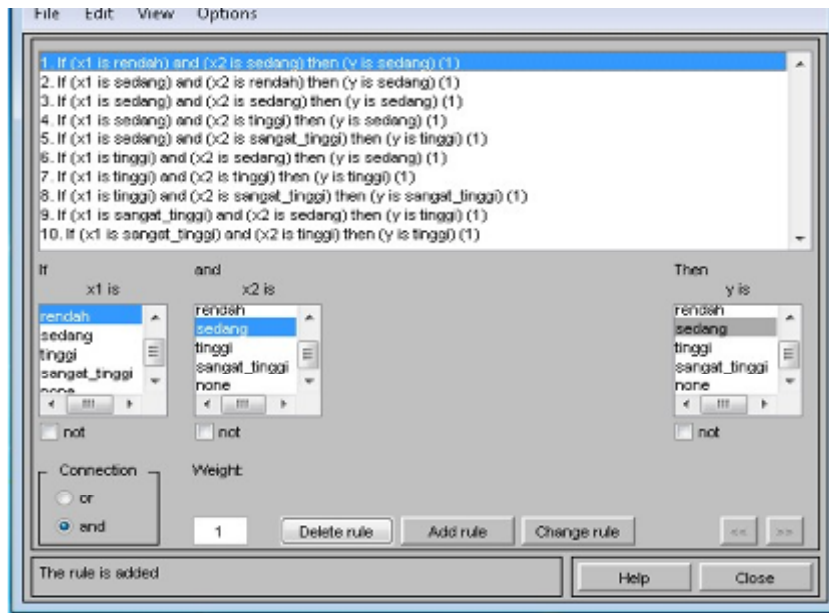 File Edit View Options
1. If (x1 is rendah) and (x2 is sedang) then (y is sedang) (1)
2. If (x1 is sedang) and (x2 is rendah) then (y is sedang) (1)
3. If (x1 is sedang) and (x2 is sedang) then (y is sedang) (1)
4. If (x1 is sedang) and (x2 is tinggi) then (y is sedang) (1)
5. If (x1 is sedang) and (x2 is sangat_tinggi) then (y is tinggi) (1)
6. If (x1 is tinggi) and (x2 is sedang) then (y is sedang) (1)
7. If (x1 is tinggi) and (x2 is tinggi) then (y is tinggi) (1)
8. If (x1 is tinggi) and (x2 is sangat_tinggi) then (y is sangat_tinggi) (1)
9. If (x1 is sangat_tinggi) and (x2 is sedang) then (y is tinggi) (1)
10. If (x1 is sangat_tinggi) and (x2 is tinggi) then (y is tinggi) (1)
If and Then
x1 is x2 is y is
rendah
sedang
tinggi
sangat_tinggi
none
rendah
sedang
tinggi
sangat_tinggi
none
rendah
sedang
tinggi
sangat_tinggi
none
not not not
Connection
or
and
Weight:
1 Delete rule Add rule Change rule << >>
The rule is added Help Close